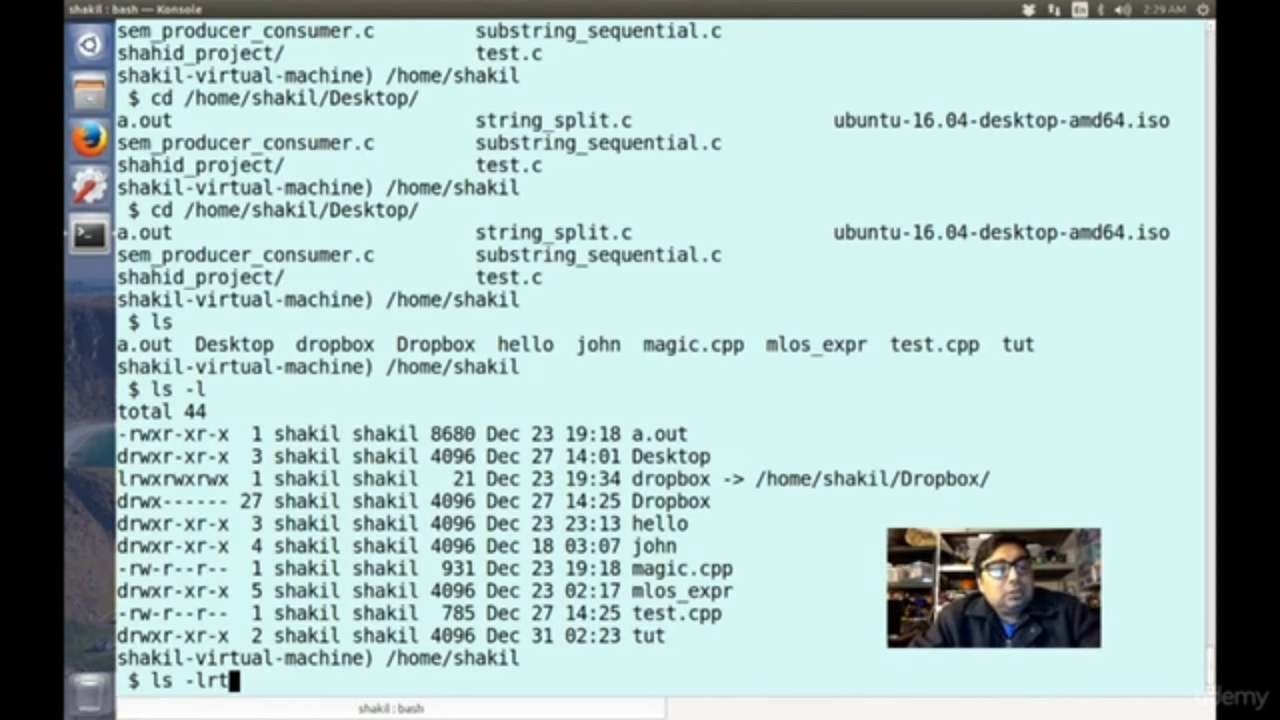 shakil : bash — Konsole
En 2:29 AM
sem_producer_consumer.c substring_sequential.c
shahid_project/ test.c
shakil-virtual-machine) /home/shakil
$ cd /home/shakil/Desktop/
a.out string_split.c ubuntu-16.04-desktop-amd64.iso
sem_producer_consumer.c substring_sequential.c
shahid_project/ test.c
shakil-virtual-machine) /home/shakil
$ cd /home/shakil/Desktop/
a.out string_split.c ubuntu-16.04-desktop-amd64.iso
sem_producer_consumer.c substring_sequential.c
shahid_project/ test.c
shakil-virtual-machine) /home/shakil
$ ls
a.out Desktop dropbox Dropbox hello john magic.cpp mlos_expr test.cpp tut
shakil-virtual-machine) /home/shakil
$ ls -l
total 44
-rwxr-xr-x 1 shakil shakil 8680 Dec 23 19:18 a.out
drwxr-xr-x 3 shakil shakil 4096 Dec 27 14:01 Desktop
lrwxrwxrwx 1 shakil shakil 21 Dec 23 19:34 dropbox -> /home/shakil/Dropbox/
drwx------ 27 shakil shakil 4096 Dec 27 14:25 Dropbox
drwxr-xr-x 3 shakil shakil 4096 Dec 23 23:13 hello
drwxr-xr-x 4 shakil shakil 4096 Dec 18 03:07 john
-rw-r--r-- 1 shakil shakil 931 Dec 23 19:18 magic.cpp
drwxr-xr-x 5 shakil shakil 4096 Dec 23 02:17 mlos_expr
-rw-r--r-- 1 shakil shakil 785 Dec 27 14:25 test.cpp
drwxr-xr-x 2 shakil shakil 4096 Dec 31 02:23 tut
shakil-virtual-machine) /home/shakil
$ ls -lrt
shakil : bash
udemy